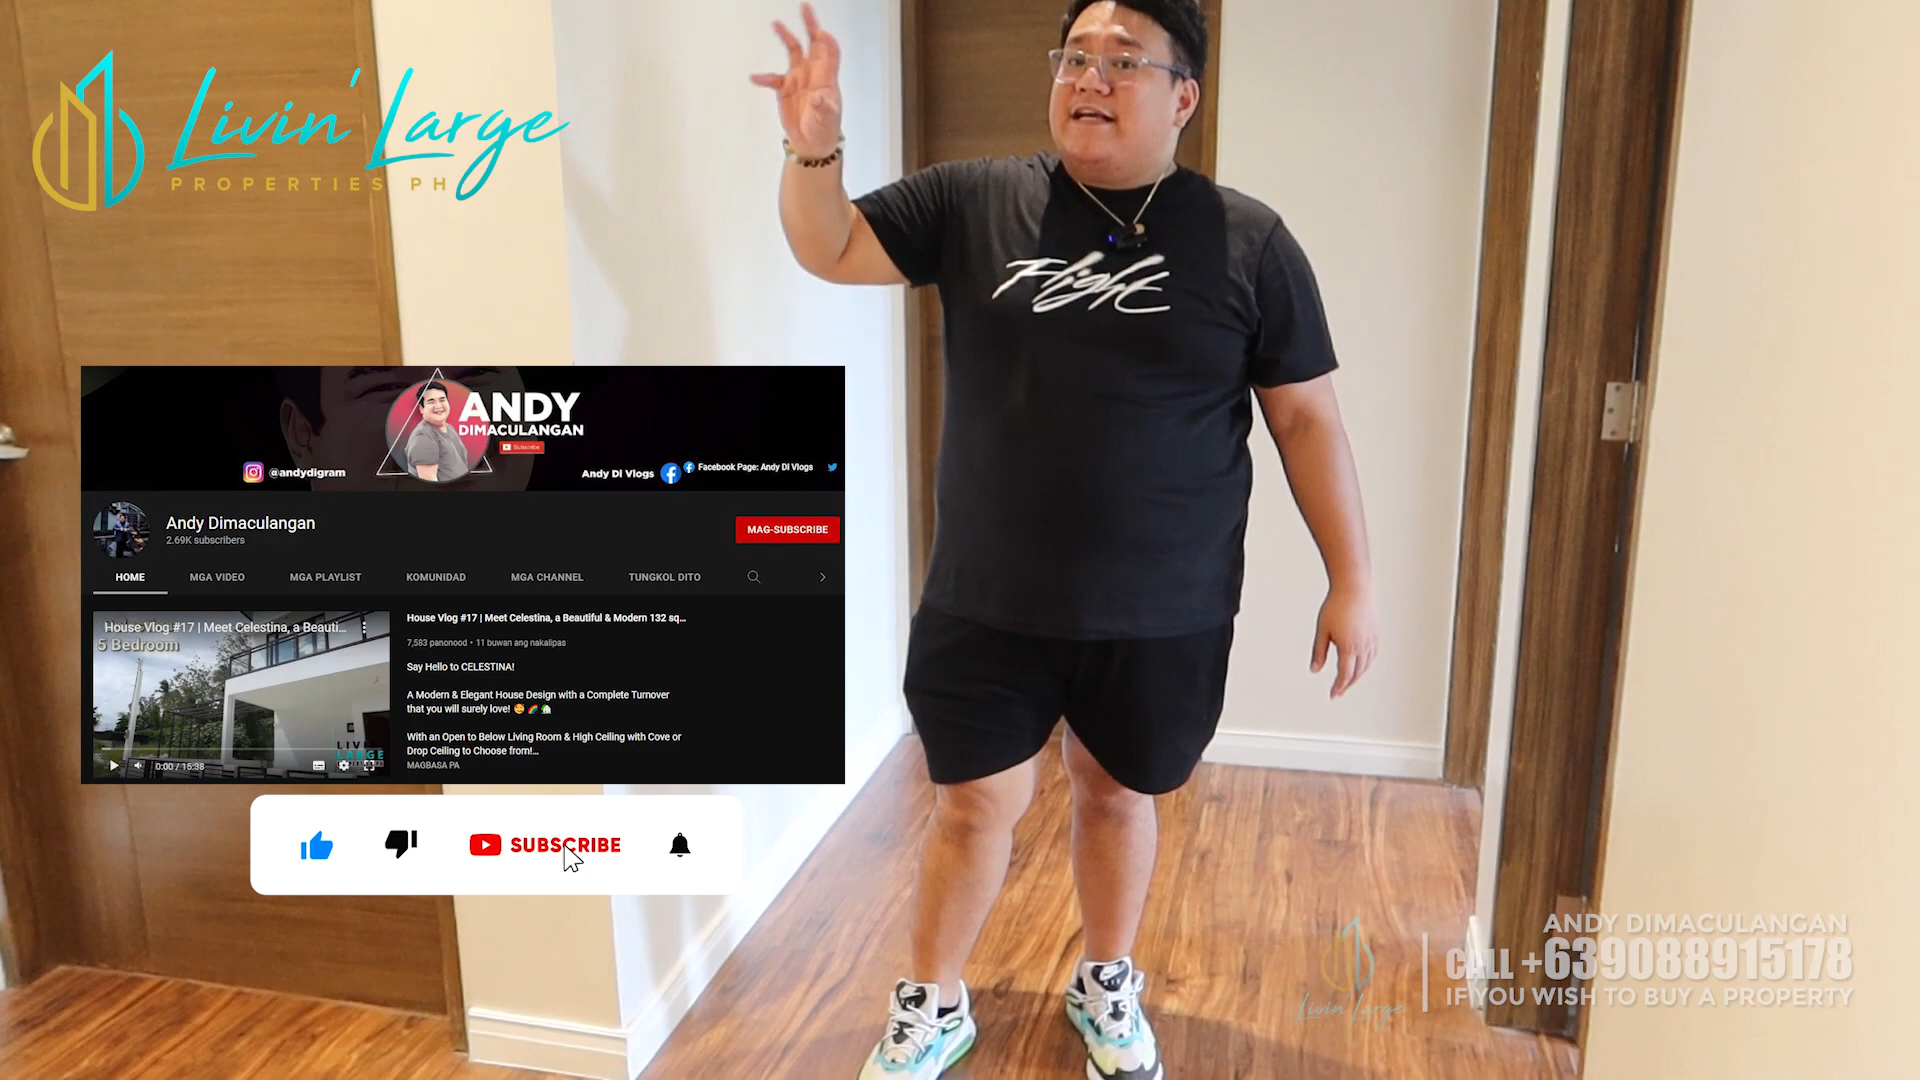 Livin' Large
PROPERTIES PH
Flight
ANDY
DIMACULANGAN
Subscribe
@andydigram
Andy DI Vlogs
Facebook Page: Andy DI Vlogs
Andy Dimaculangan
2.69K subscribers
MAG-SUBSCRIBE
HOME
MGA VIDEO
MGA PLAYLIST
KOMUNIDAD
MGA CHANNEL
TUNGKOL DITO
House Vlog #17 | Meet Celestina, a Beauti...
5 Bedroom
LIVIN
LARGE
0:00 / 15:38
House Vlog #17 | Meet Celestina, a Beautiful & Modern 132 sq...
7,583 panonood • 11 buwan ang nakalipas
Say Hello to CELESTINA!
A Modern & Elegant House Design with a Complete Turnover
that you will surely love! 🥰🌈🏡
With an Open to Below Living Room & High Ceiling with Cove or
Drop Ceiling to Choose from!...
MAGBASA PA
SUBSCRIBE
Livin' Large
ANDY DIMACULANGAN
CALL +639088915178
IF YOU WISH TO BUY A PROPERTY